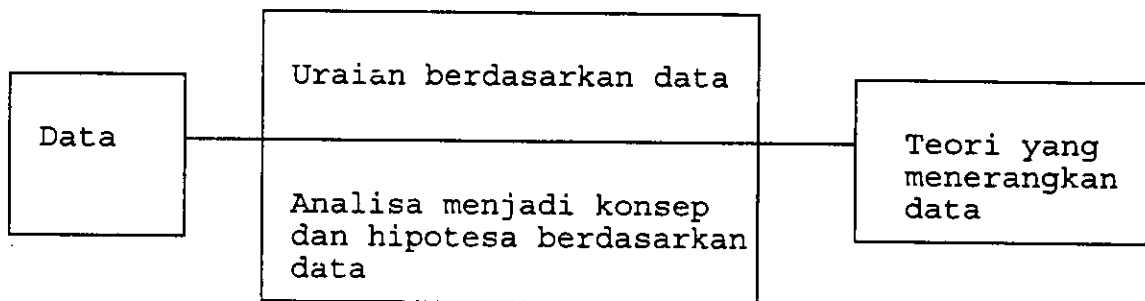 Data
Uraian berdasarkan data
Analisa menjadi konsep
dan hipotesa berdasarkan
data
Teori yang
menerangkan
data